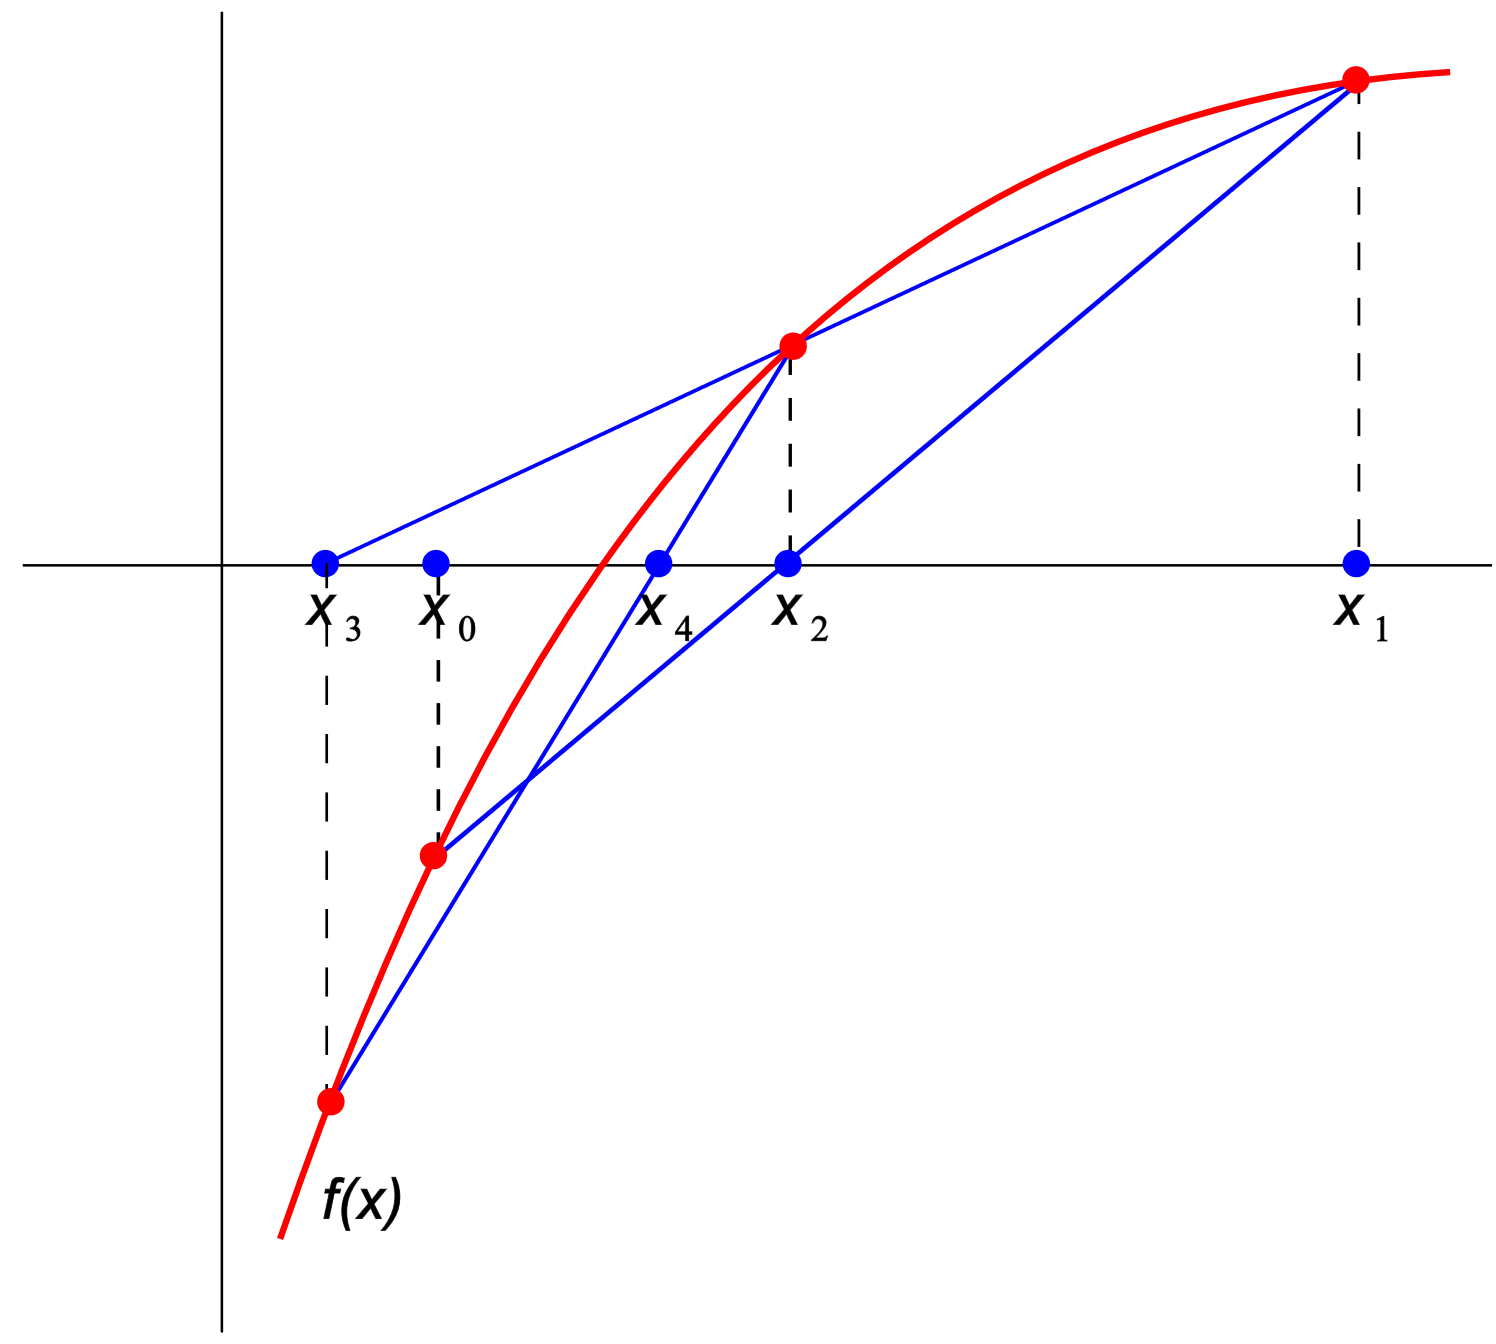 x₃ x₀ x₄ x₂ x₁
f(x)